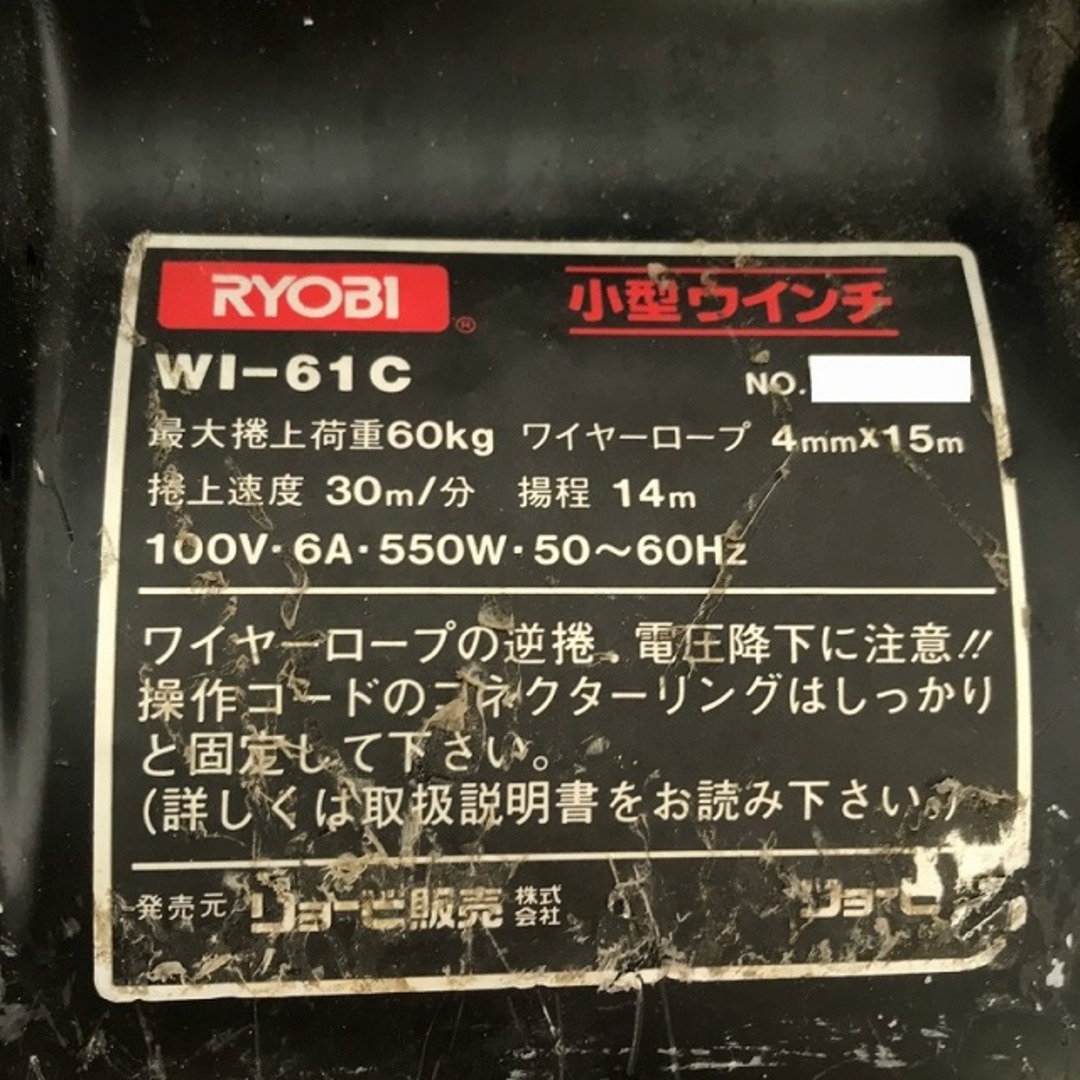 RYOBI ® 小型ウインチ
WI-61C NO.
最大捲上荷重60kg ワイヤーロープ 4mm×15m
捲上速度 30m/分 揚程 14m
100V・6A・550W・50〜60Hz
ワイヤーロープの逆捲、電圧降下に注意!!
操作コードのコネクターリングはしっかり
と固定して下さい。
(詳しくは取扱説明書をお読み下さい。)
発売元 リョービ販売 株式会社 リョービ